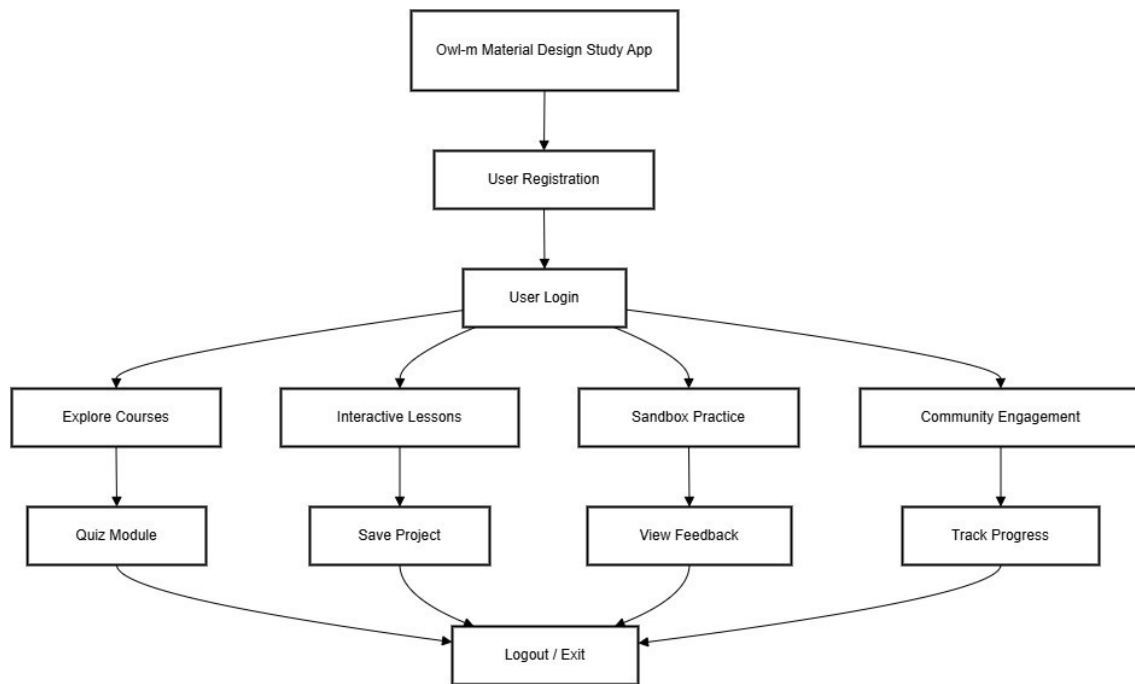 Owl-m Material Design Study App
User Registration
User Login
Explore Courses
Interactive Lessons
Sandbox Practice
Community Engagement
Quiz Module
Save Project
View Feedback
Track Progress
Logout / Exit